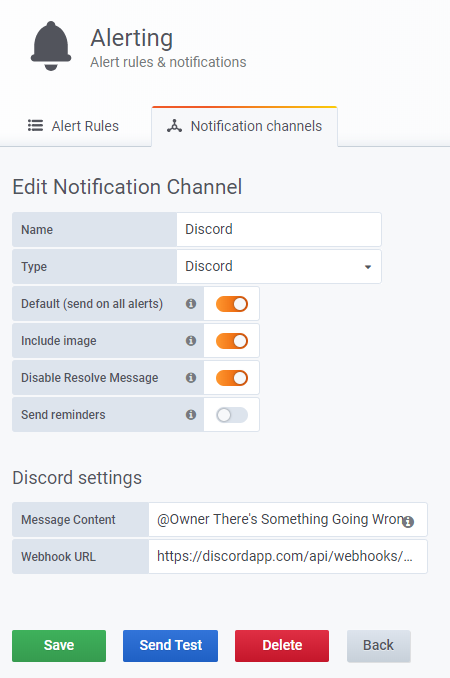 Alerting
Alert rules & notifications
Alert Rules
Notification channels
Edit Notification Channel
Name Discord
Type Discord
Default (send on all alerts)
Include image
Disable Resolve Message
Send reminders
Discord settings
Message Content @Owner There's Something Going Wrong
Webhook URL https://discordapp.com/api/webhooks/...
Save Send Test Delete Back